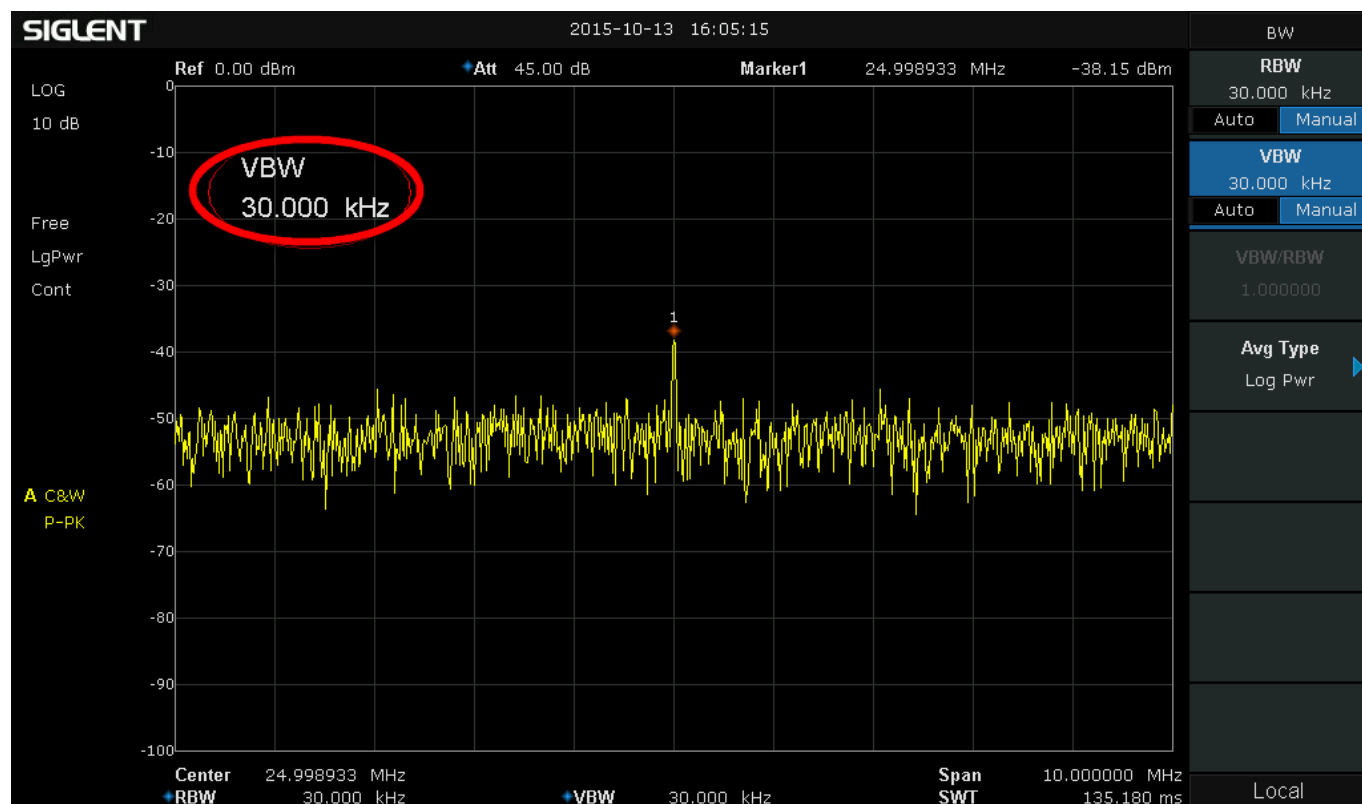 SIGLENT 2015-10-13 16:05:15 BW
Ref 0.00 dBm Att 45.00 dB Marker1 24.998933 MHz -38.15 dBm
RBW
30.000 kHz
Auto Manual
VBW
30.000 kHz
Auto Manual
VBW/RBW
1.000000
Avg Type
Log Pwr
Local
LOG
10 dB
Free
LgPwr
Cont
A C&W
P-PK
0
-10
-20
-30
-40
-50
-60
-70
-80
-90
-100
VBW
30.000 kHz
1
Center 24.998933 MHz Span 10.000000 MHz
RBW 30.000 kHz VBW 30.000 kHz SWT 135.180 ms